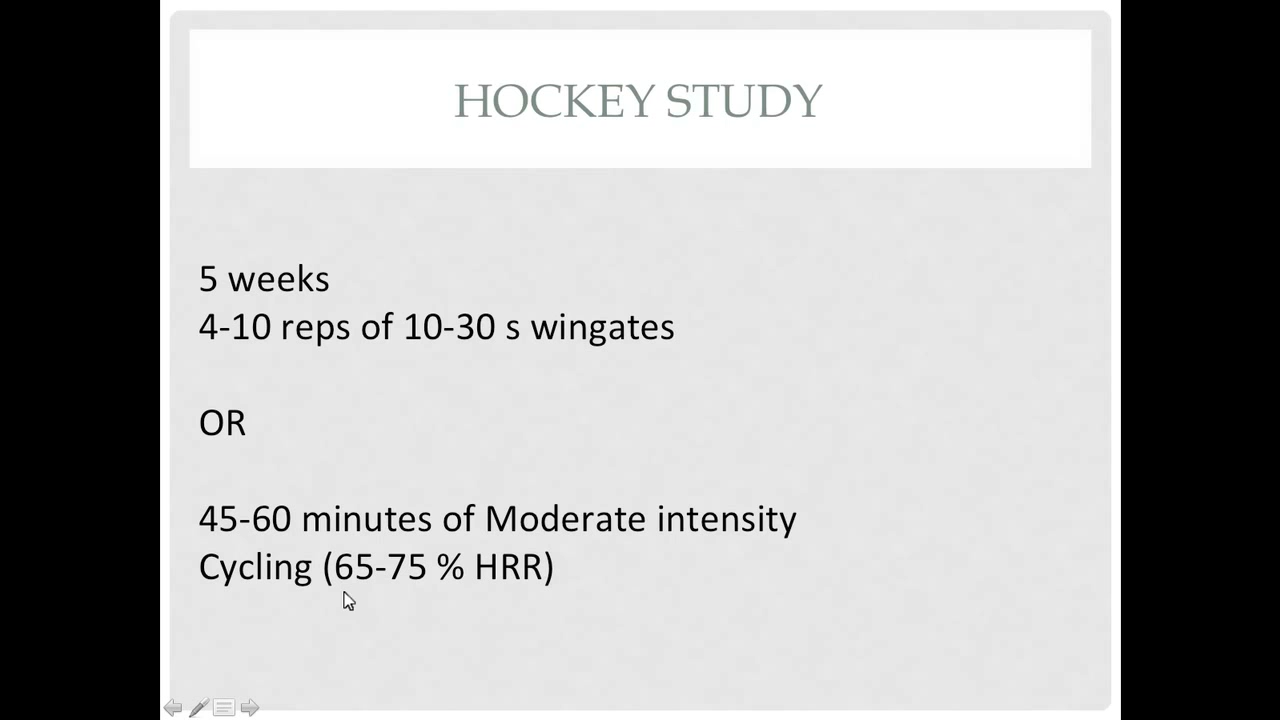 HOCKEY STUDY
5 weeks
4-10 reps of 10-30 s wingates
OR
45-60 minutes of Moderate intensity
Cycling (65-75 % HRR)